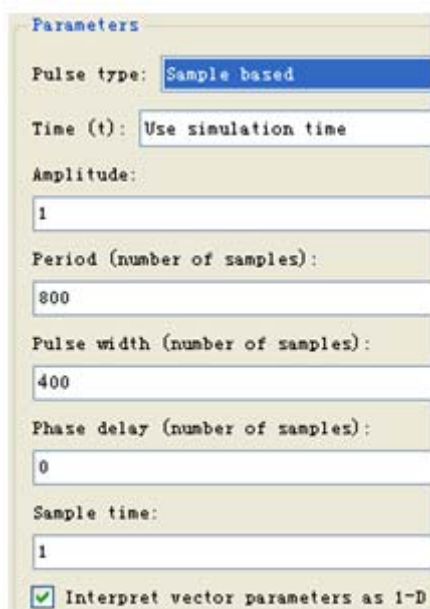 Parameters
Pulse type: Sample based
Time (t): Use simulation time
Amplitude:
1
Period (number of samples):
800
Pulse width (number of samples):
400
Phase delay (number of samples):
0
Sample time:
1
Interpret vector parameters as 1-D